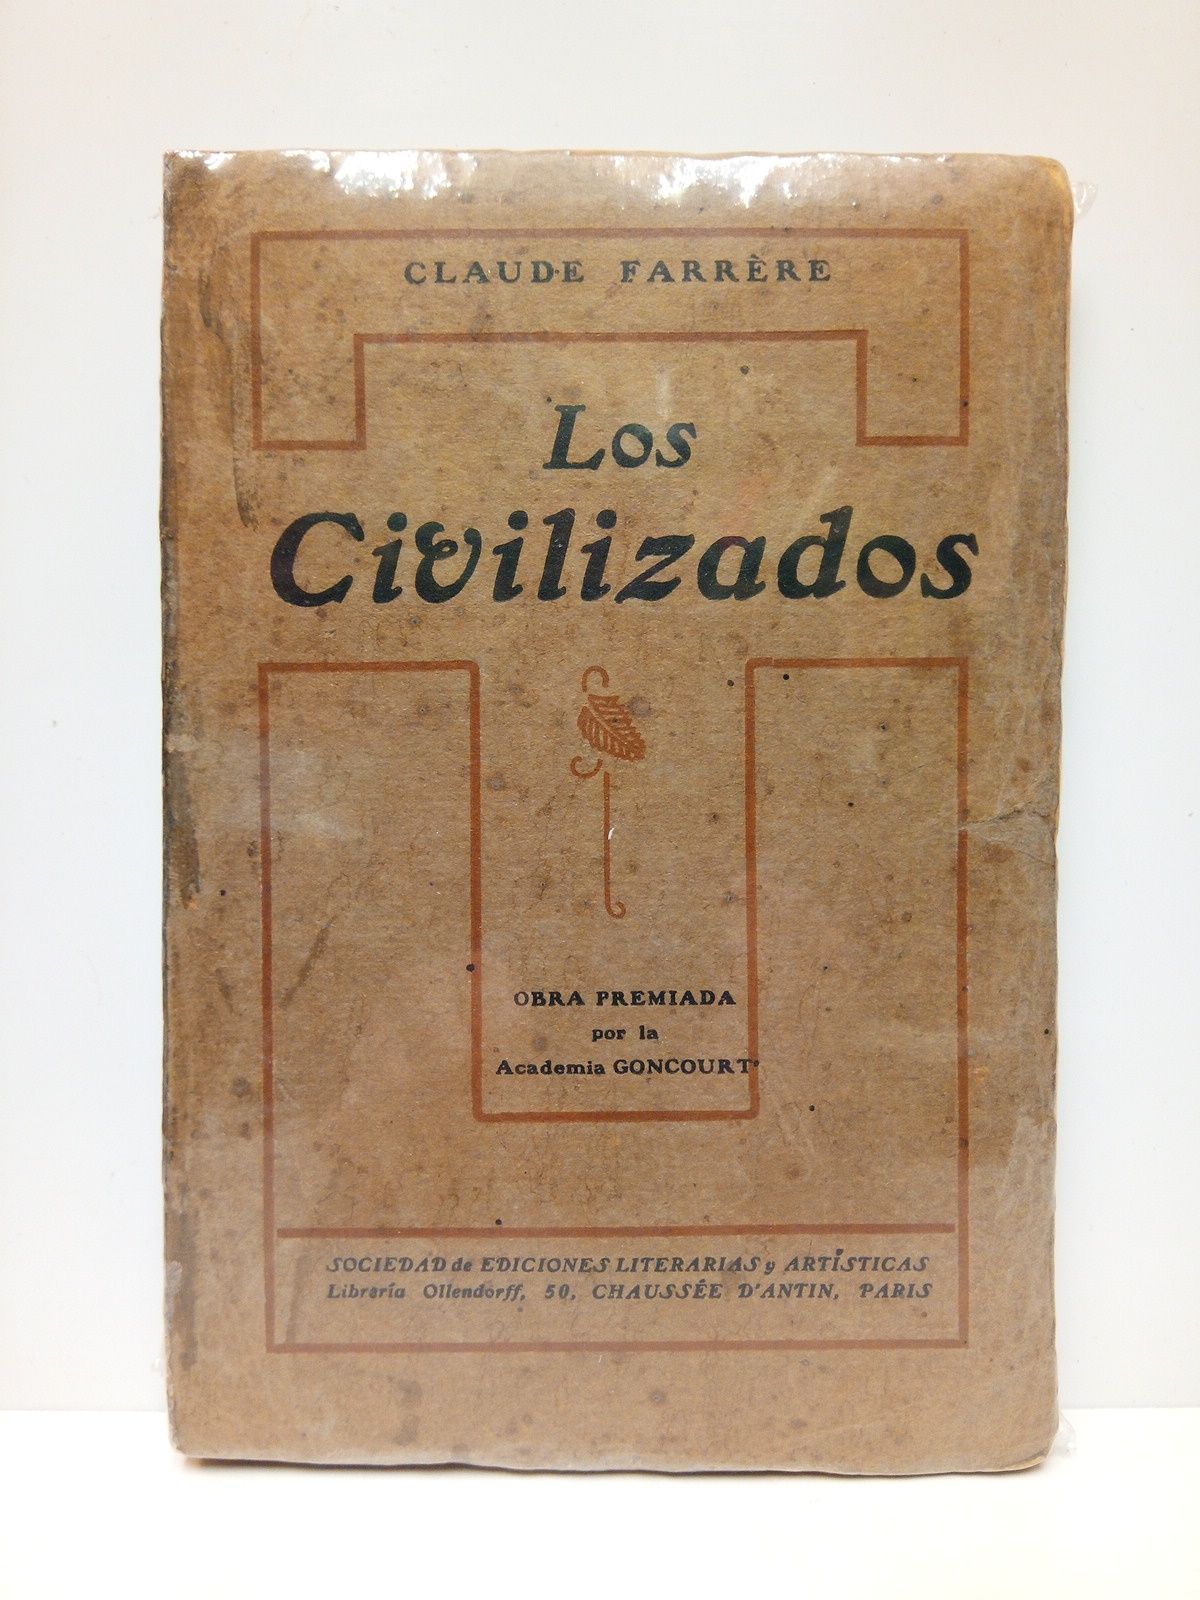 CLAUDE FARRÈRE
Los
Civilizados
OBRA PREMIADA
por la
Academia GONCOURT
SOCIEDAD de EDICIONES LITERARIAS y ARTÍSTICAS
Libraría Ollendorff, 50, CHAUSSÉE D'ANTIN, PARIS